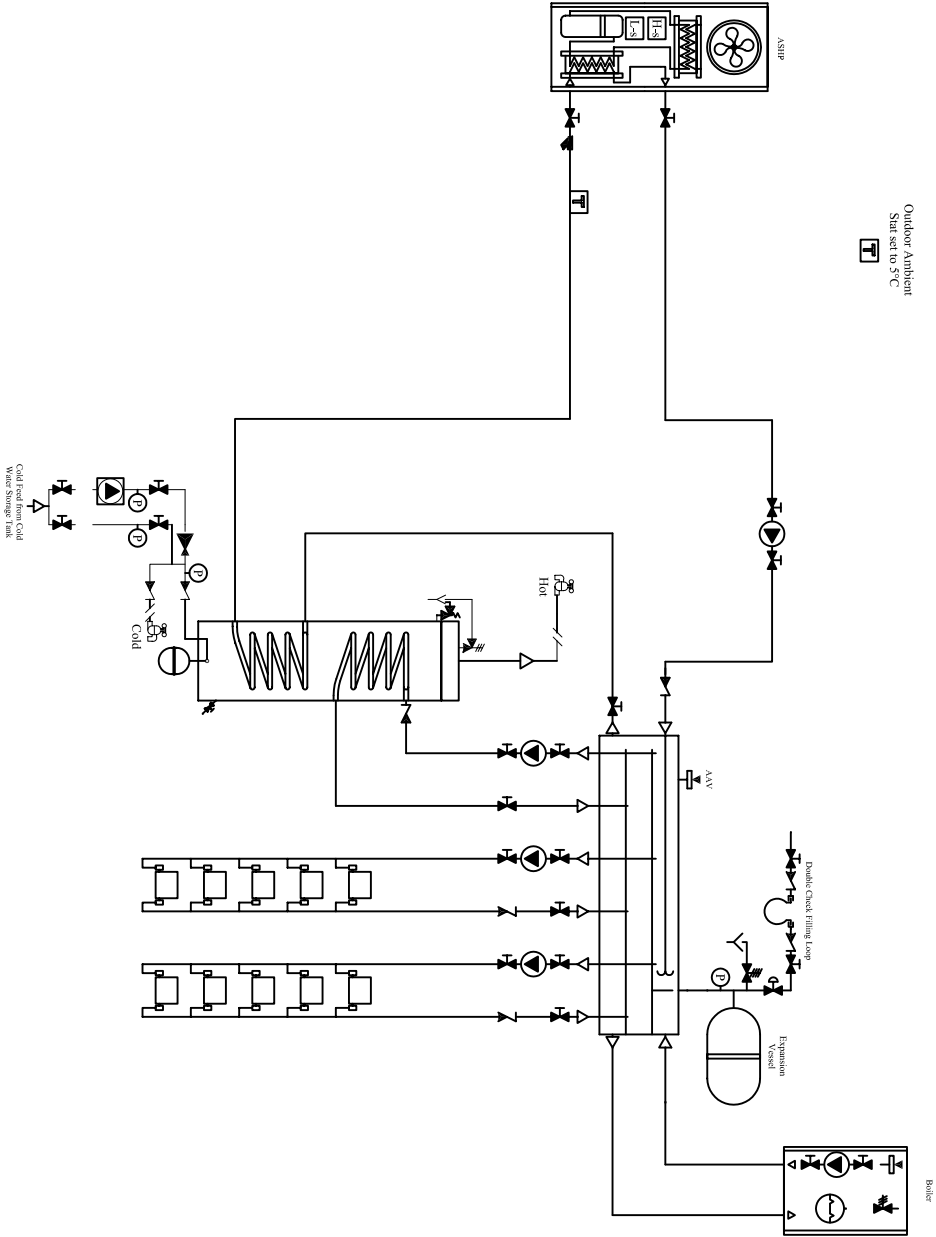 ASHP
H-s
L-s
Outdoor Ambient
Stat set to 5°C
T
T
Cold Feed from Cold
Water Storage Tank
P
P
P
Cold
Hot
AAV
Double Check Filling Loop
P
Expansion
Vessel
Boiler